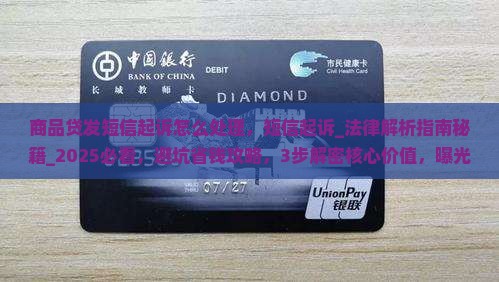 中国银行
BANK OF CHINA
DEBIT
市民健康卡
Civil Health Card
长城教师卡
DIAMOND
商品贷发短信起诉怎么处理，短信起诉_法律解析指南秘
籍_2025必看！避坑省钱攻略，3步解密核心价值，曝光
VALID
THRU
07/27
UnionPay
银联